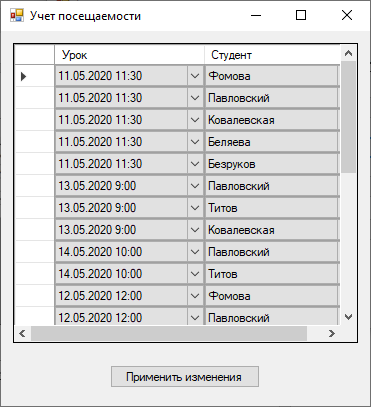 Учет посещаемости
Урок Студент
11.05.2020 11:30 Фомова
11.05.2020 11:30 Павловский
11.05.2020 11:30 Ковалевская
11.05.2020 11:30 Беляева
11.05.2020 11:30 Безруков
13.05.2020 9:00 Павловский
13.05.2020 9:00 Титов
13.05.2020 9:00 Ковалевская
14.05.2020 10:00 Павловский
14.05.2020 10:00 Титов
12.05.2020 12:00 Фомова
12.05.2020 12:00 Павловский
Применить изменения